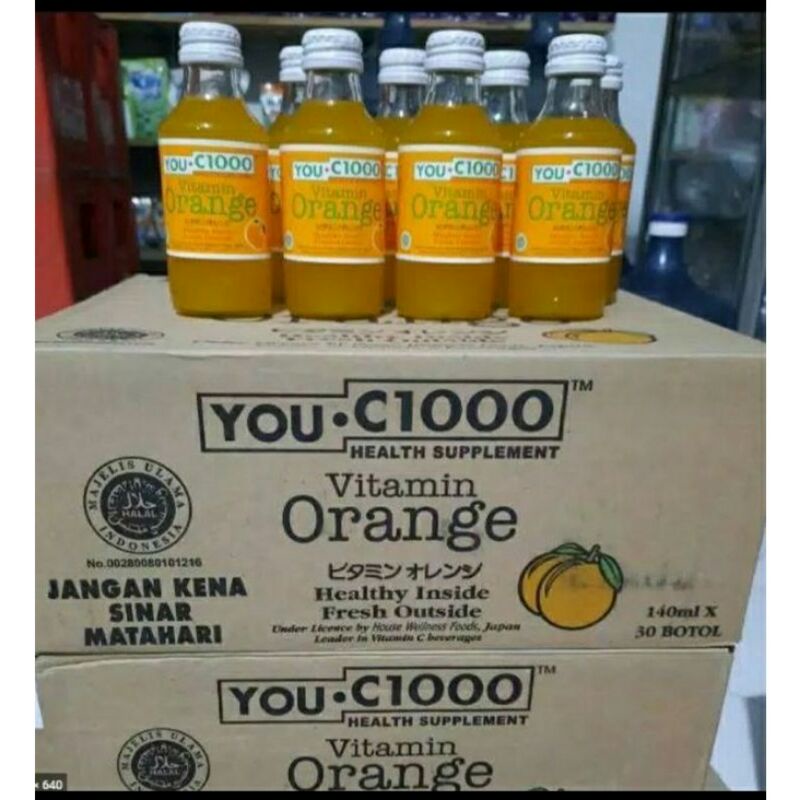 YOU•C1000
Vitamin
Orange
YOU•C1000
Vitamin
Orange
YOU•C1000
Vitamin
Orange
YOU•C1000
Vitamin
Orange
YOU•C1000™
HEALTH SUPPLEMENT
Vitamin
Orange
ビタミン オレンジ
Healthy Inside
Fresh Outside
Under Licence by House Wellness Foods, Japan
Leader in Vitamin C beverages
MAJELIS ULAMA
حلال
HALAL
INDONESIA
No.00280080101216
JANGAN KENA
SINAR
MATAHARI
140ml X
30 BOTOL
YOU•C1000™
HEALTH SUPPLEMENT
Vitamin
Orange
MAJELIS ULAMA
HALAL
× 640